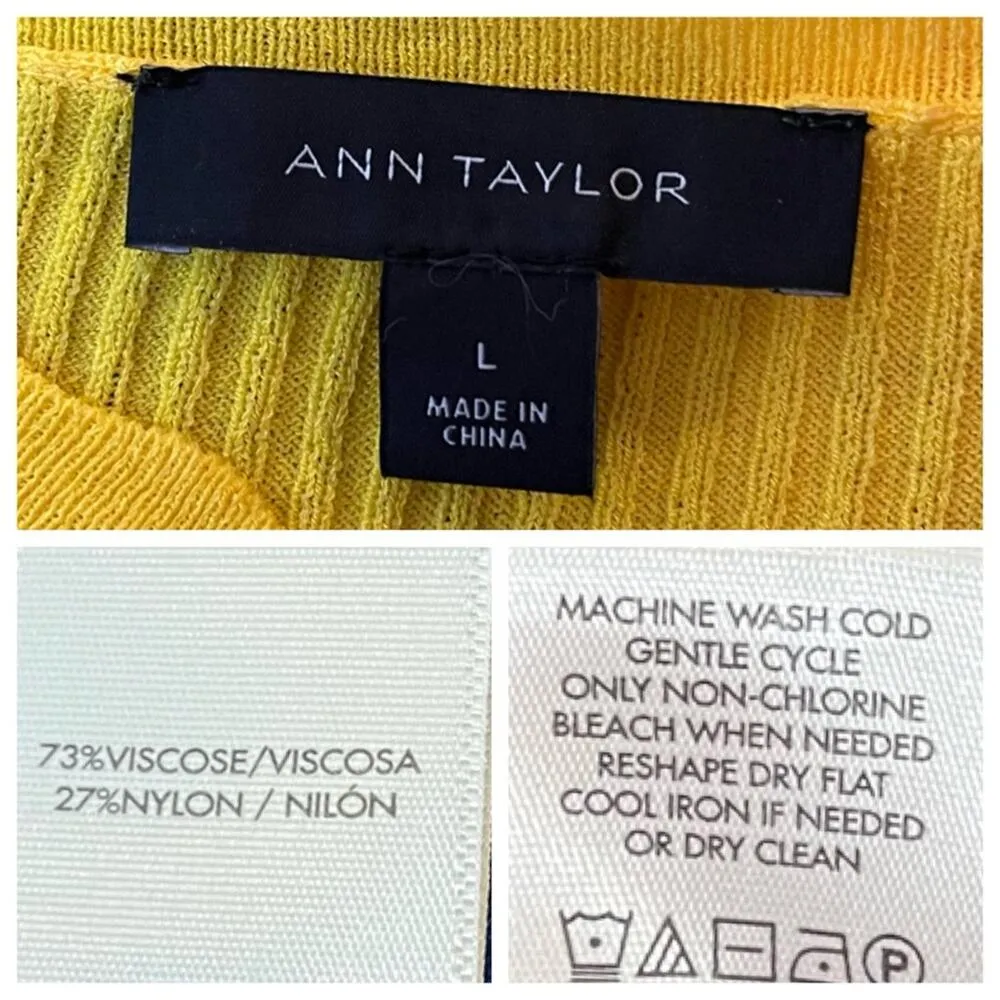 ANN TAYLOR
L
MADE IN
CHINA
73%VISCOSE/VISCOSA
27%NYLON / NILÓN
MACHINE WASH COLD
GENTLE CYCLE
ONLY NON-CHLORINE
BLEACH WHEN NEEDED
RESHAPE DRY FLAT
COOL IRON IF NEEDED
OR DRY CLEAN
P